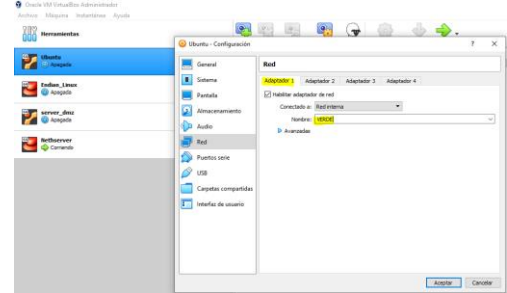 Oracle VM VirtualBox Administrador
Archivo Máquina Instantánea Ayuda
Herramientas
Ubuntu
Apagada
Endian_Linux
Apagada
server_dmz
Apagada
Nethserver
Corriendo
Ubuntu - Configuración
? X
General
Sistema
Pantalla
Almacenamiento
Audio
Red
Puertos serie
USB
Carpetas compartidas
Interfaz de usuario
Red
Adaptador 1 Adaptador 2 Adaptador 3 Adaptador 4
Habilitar adaptador de red
Conectado a: Red interna
Nombre: VERDE
Avanzadas
Aceptar Cancelar